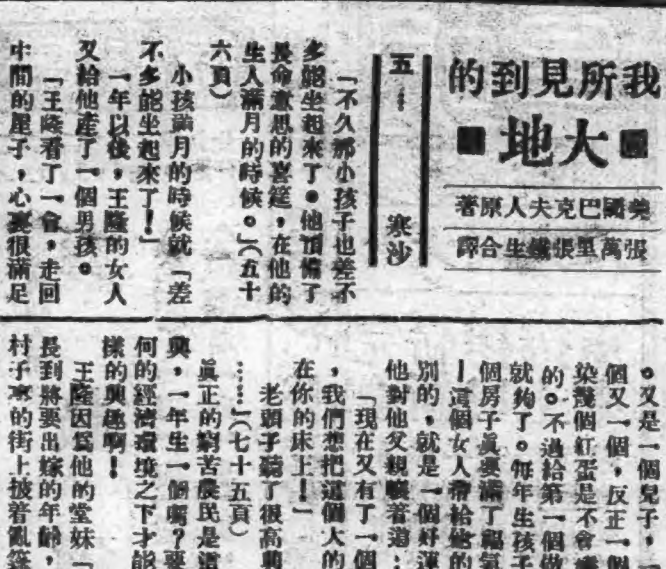 我所見到的
大地
美國巴克夫人原著
張萬里張鐵生合譯
五…
寒沙
「不久那小孩子也差不
多能坐起來了。他預備了
長命意思的喜筵，在他的
生人滿月的時候。」(五十
六頁)
小孩滿月的時候就「差
不多能坐起來了！」
一年以後，王隆的女人
又給他產了一個男孩。
「王隆看了一會，走回
中間的屋子，心裏很滿足
。又是一個兒子，
個又一個，反正一個
染幾個紅蛋是不會
的。不過給第一個做
就夠了。每年生孩子
個房子眞要滿了福氣
—這個女人帶給他的
別的，就是一個好運
他對他父親嚷着道：
「現在又有了一個
，我們想把這個大的
在你的床上！」
老頭子聽了很高興
……」(七十五頁)
眞正的窮苦農民是這
興，一年生一個嗎？要
何的經濟環境之下才能
樣的興趣啊！
王隆因爲他的堂妹「
長到將要出嫁的年齡，
村子的街上披着亂